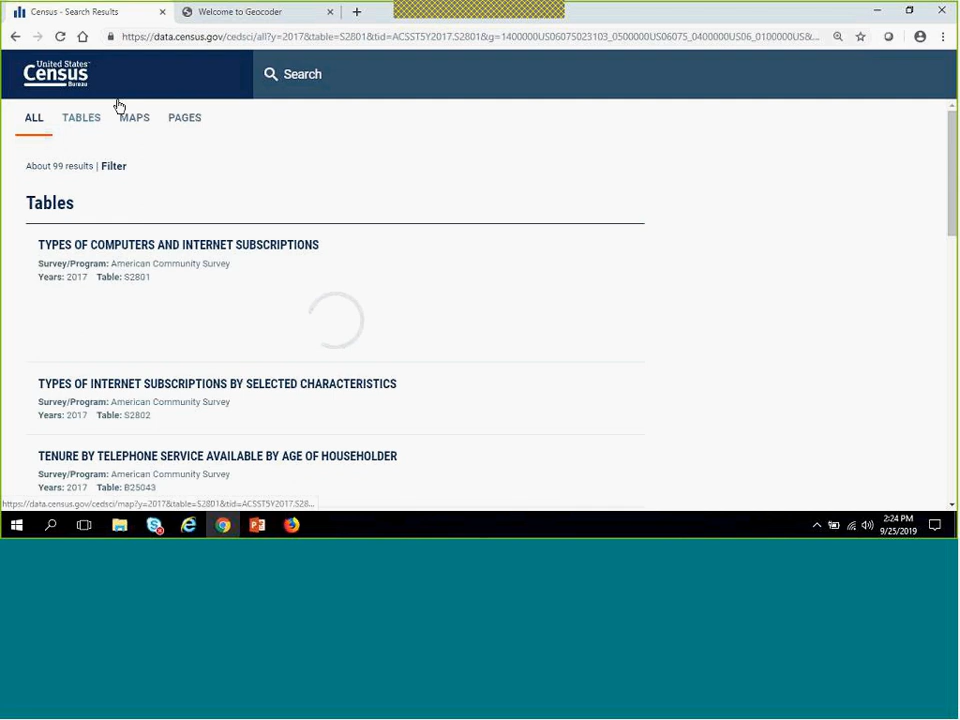 Census - Search Results
Welcome to Geocoder
https://data.census.gov/cedsci/all?y=2017&table=S2801&tid=ACSST5Y2017.S2801&g=1400000US06075023103_0500000US06075_0400000US06_0100000US&...
United States®
Census
Bureau
Search
ALL TABLES MAPS PAGES
About 99 results | Filter
Tables
TYPES OF COMPUTERS AND INTERNET SUBSCRIPTIONS
Survey/Program: American Community Survey
Years: 2017 Table: S2801
TYPES OF INTERNET SUBSCRIPTIONS BY SELECTED CHARACTERISTICS
Survey/Program: American Community Survey
Years: 2017 Table: S2802
TENURE BY TELEPHONE SERVICE AVAILABLE BY AGE OF HOUSEHOLDER
Survey/Program: American Community Survey
Years: 2017 Table: B25043
https://data.census.gov/cedsci/map?y=2017&table=S2801&tid=ACSST5Y2017.S28...
2:24 PM
9/25/2019